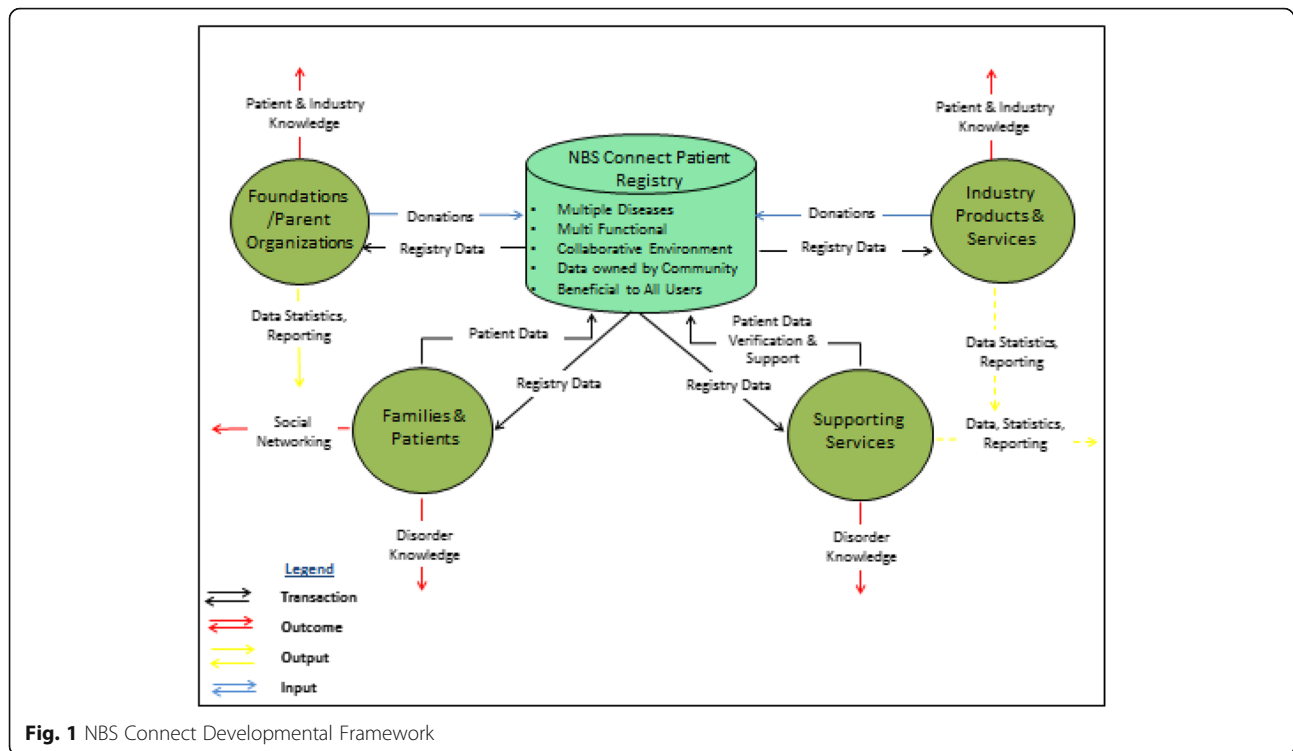 Patient & Industry
Knowledge
Patient & Industry
Knowledge
NBS Connect Patient
Registry
▪ Multiple Diseases
▪ Multi Functional
▪ Collaborative Environment
▪ Data owned by Community
▪ Beneficial to All Users
Foundations
/Parent
Organizations
Industry
Products &
Services
Donations
Registry Data
Donations
Registry Data
Data Statistics,
Reporting
Patient Data
Patient Data
Verification &
Support
Data Statistics,
Reporting
Registry Data
Registry Data
Social
Networking
Families &
Patients
Supporting
Services
Data, Statistics,
Reporting
Disorder
Knowledge
Disorder
Knowledge
Legend
Transaction
Outcome
Output
Input
Fig. 1 NBS Connect Developmental Framework